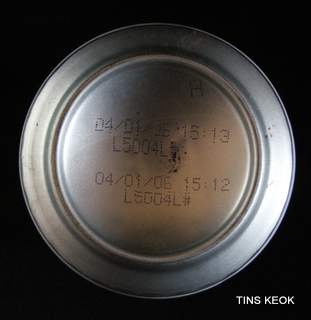 H
04/01/06 15:13
L5004L#
04/01/06 15:12
L5004L#
TINS KEOK